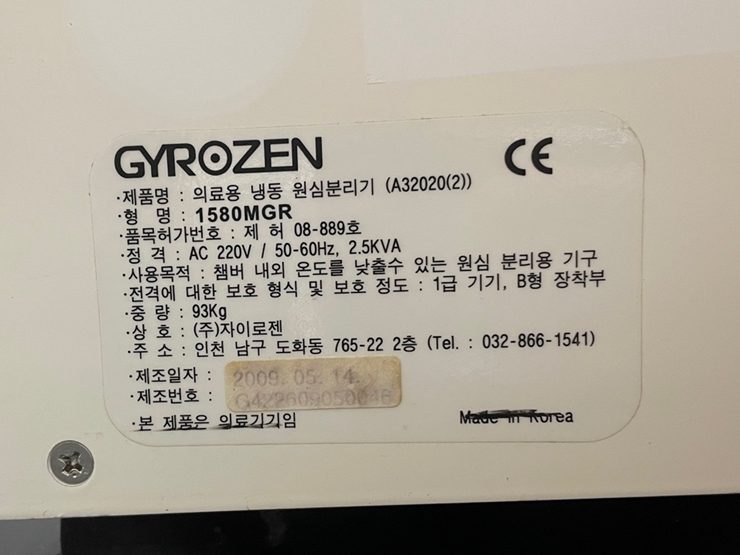 GYROZEN
CE
·제품명 : 의료용 냉동 원심분리기 (A32020(2))
·형 명 : 1580MGR
·품목허가번호 : 제 허 08-889호
·정 격 : AC 220V / 50-60Hz, 2.5KVA
·사용목적 : 챔버 내외 온도를 낮출수 있는 원심 분리용 기구
·전격에 대한 보호 형식 및 보호 정도 : 1급 기기, B형 장착부
·중 량 : 93Kg
·상 호 : (주)자이로젠
·주 소 : 인천 남구 도화동 765-22 2층 (Tel. : 032-866-1541)
·제조일자 : 2009. 05. 14.
·제조번호 :
·본 제품은 의료기기임
Made in Korea